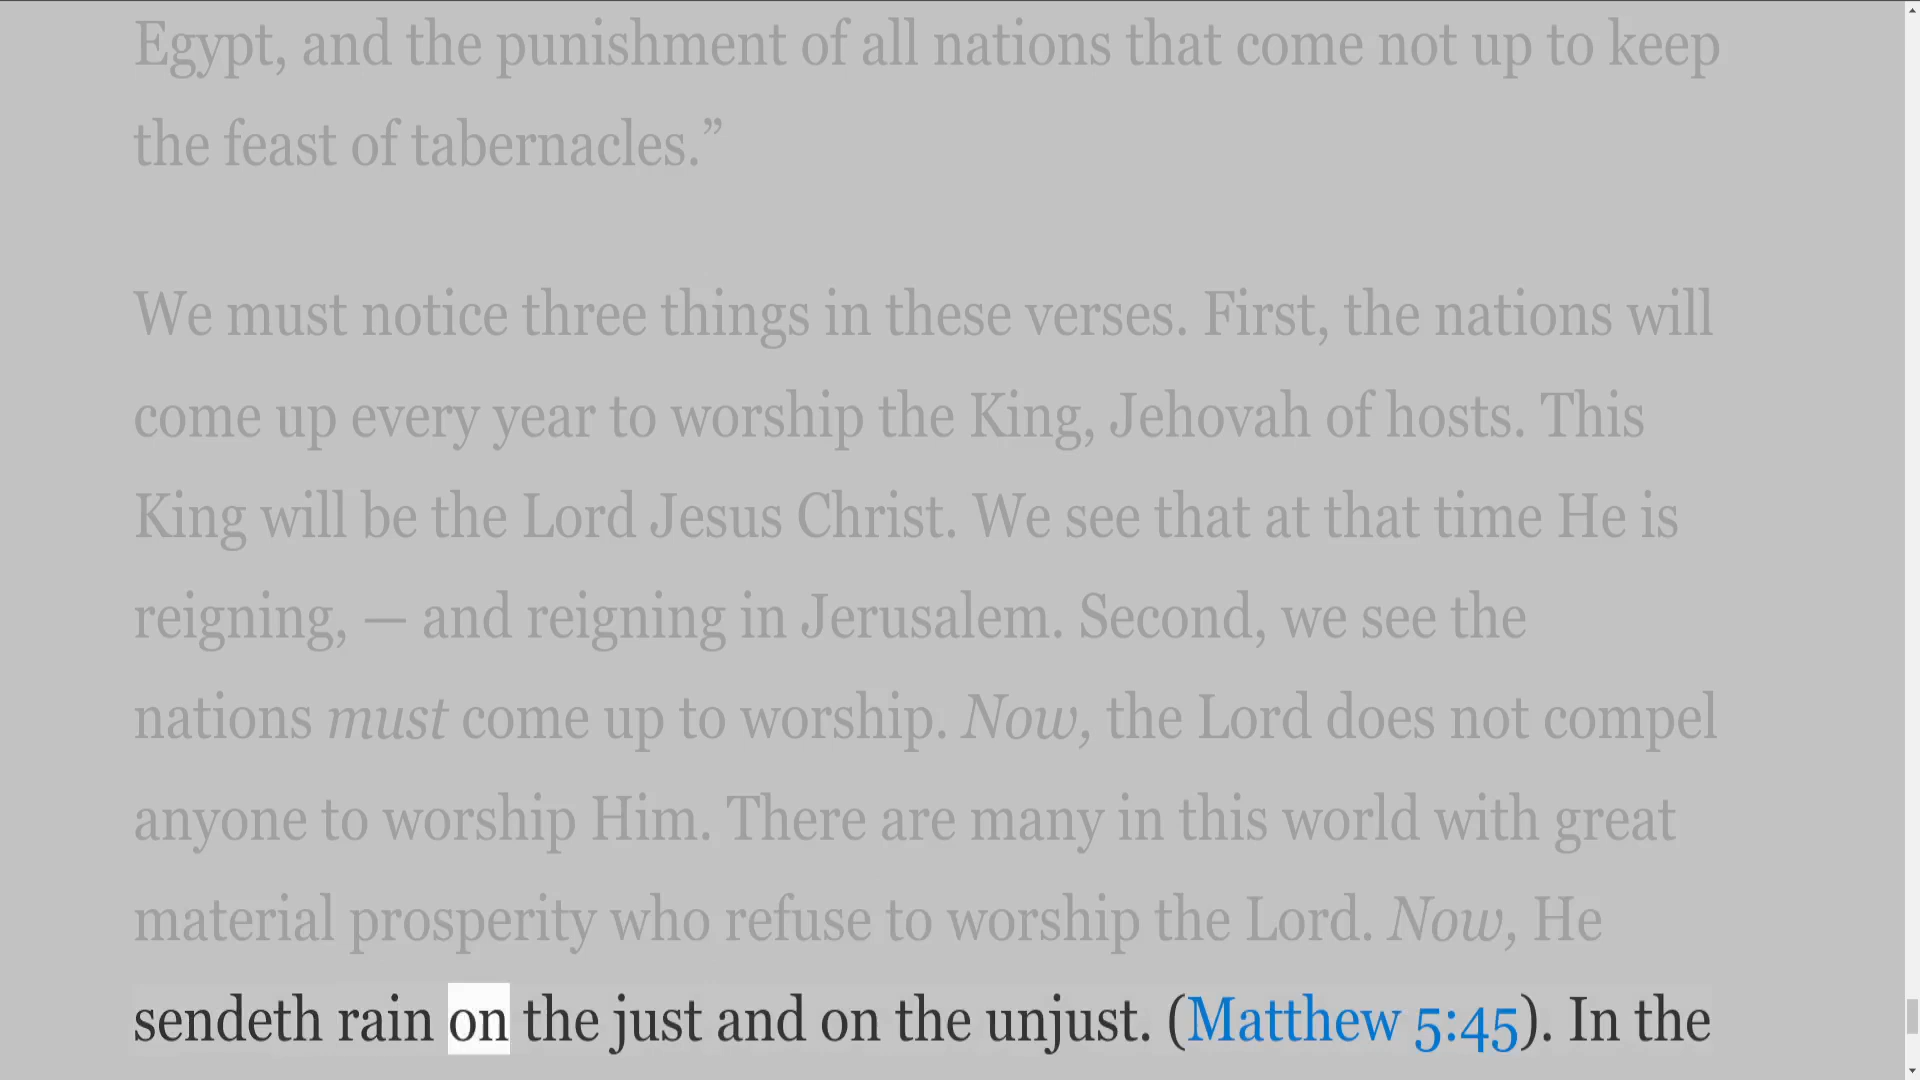 Egypt, and the punishment of all nations that come not up to keep
the feast of tabernacles.”
We must notice three things in these verses. First, the nations will
come up every year to worship the King, Jehovah of hosts. This
King will be the Lord Jesus Christ. We see that at that time He is
reigning, — and reigning in Jerusalem. Second, we see the
nations must come up to worship. Now, the Lord does not compel
anyone to worship Him. There are many in this world with great
material prosperity who refuse to worship the Lord. Now, He
sendeth rain on the just and on the unjust. (Matthew 5:45). In the